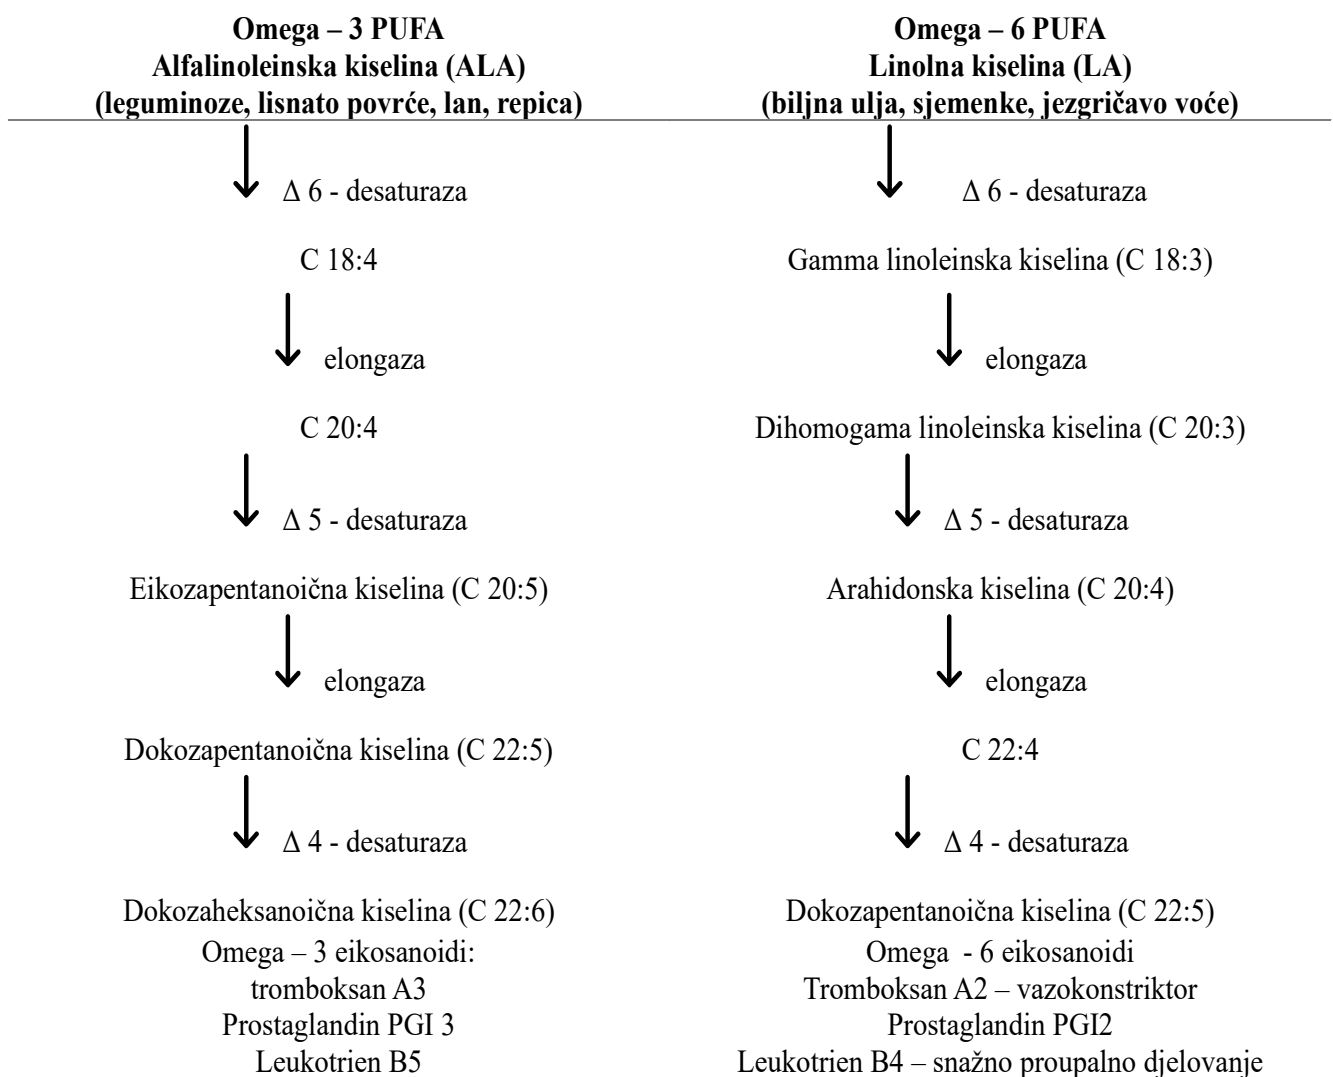 Omega – 3 PUFA
Alfalinoleinska kiselina (ALA)
(leguminoze, lisnato povrće, lan, repica)
Δ 6 - desaturaza
C 18:4
elongaza
C 20:4
Δ 5 - desaturaza
Eikozapentanoična kiselina (C 20:5)
elongaza
Dokozapentanoična kiselina (C 22:5)
Δ 4 - desaturaza
Dokozaheksanoična kiselina (C 22:6)
Omega – 3 eikosanoidi:
tromboksan A3
Prostaglandin PGI 3
Leukotrien B5
Omega – 6 PUFA
Linolna kiselina (LA)
(biljna ulja, sjemenke, jezgričavo voće)
Δ 6 - desaturaza
Gamma linoleinska kiselina (C 18:3)
elongaza
Dihomogama linoleinska kiselina (C 20:3)
Δ 5 - desaturaza
Arahidonska kiselina (C 20:4)
elongaza
C 22:4
Δ 4 - desaturaza
Dokozapentanoična kiselina (C 22:5)
Omega - 6 eikosanoidi
Tromboksan A2 – vazokonstriktor
Prostaglandin PGI2
Leukotrien B4 – snažno proupalno djelovanje